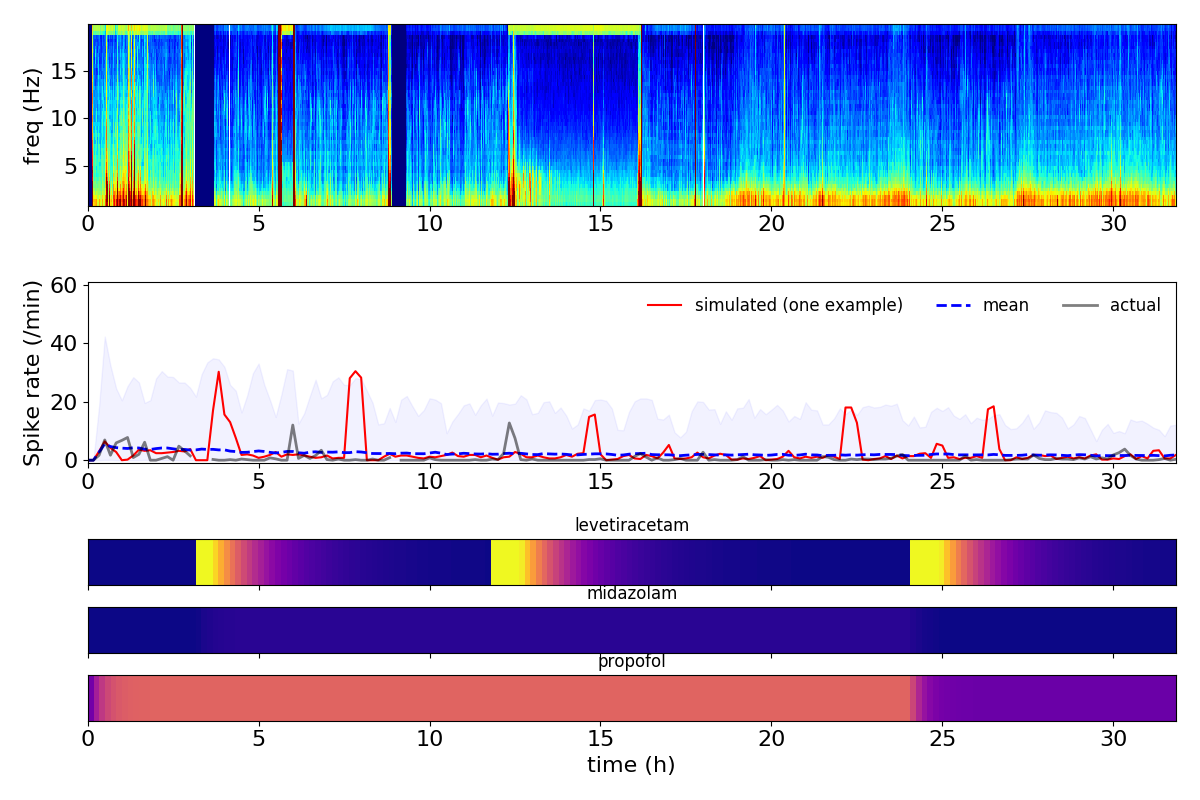 freq (Hz)
15
10
5
0 5 10 15 20 25 30
Spike rate (/min)
60
40
20
0
simulated (one example) mean actual
0 5 10 15 20 25 30
levetiracetam
midazolam
propofol
0 5 10 15 20 25 30
time (h)